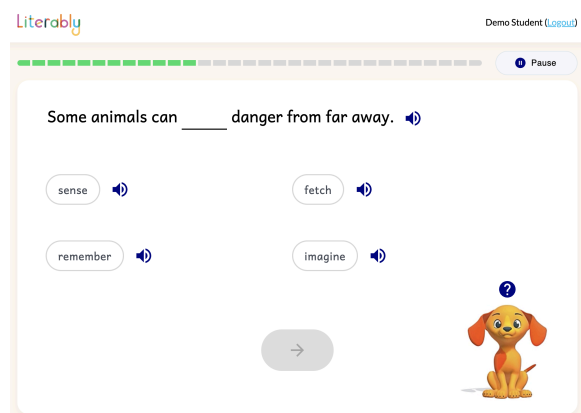 Literably
Demo Student (Logout)
Pause
Some animals can _____ danger from far away.
sense
fetch
remember
imagine